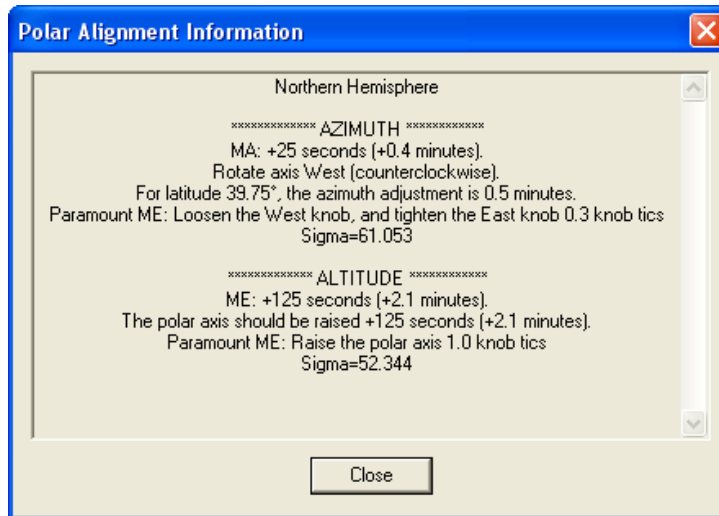 Polar Alignment Information
Northern Hemisphere
************* AZIMUTH ************
MA: +25 seconds (+0.4 minutes).
Rotate axis West (counterclockwise).
For latitude 39.75°, the azimuth adjustment is 0.5 minutes.
Paramount ME: Loosen the West knob, and tighten the East knob 0.3 knob tics
Sigma=61.053
************* ALTITUDE ************
ME: +125 seconds (+2.1 minutes).
The polar axis should be raised +125 seconds (+2.1 minutes).
Paramount ME: Raise the polar axis 1.0 knob tics
Sigma=52.344
Close